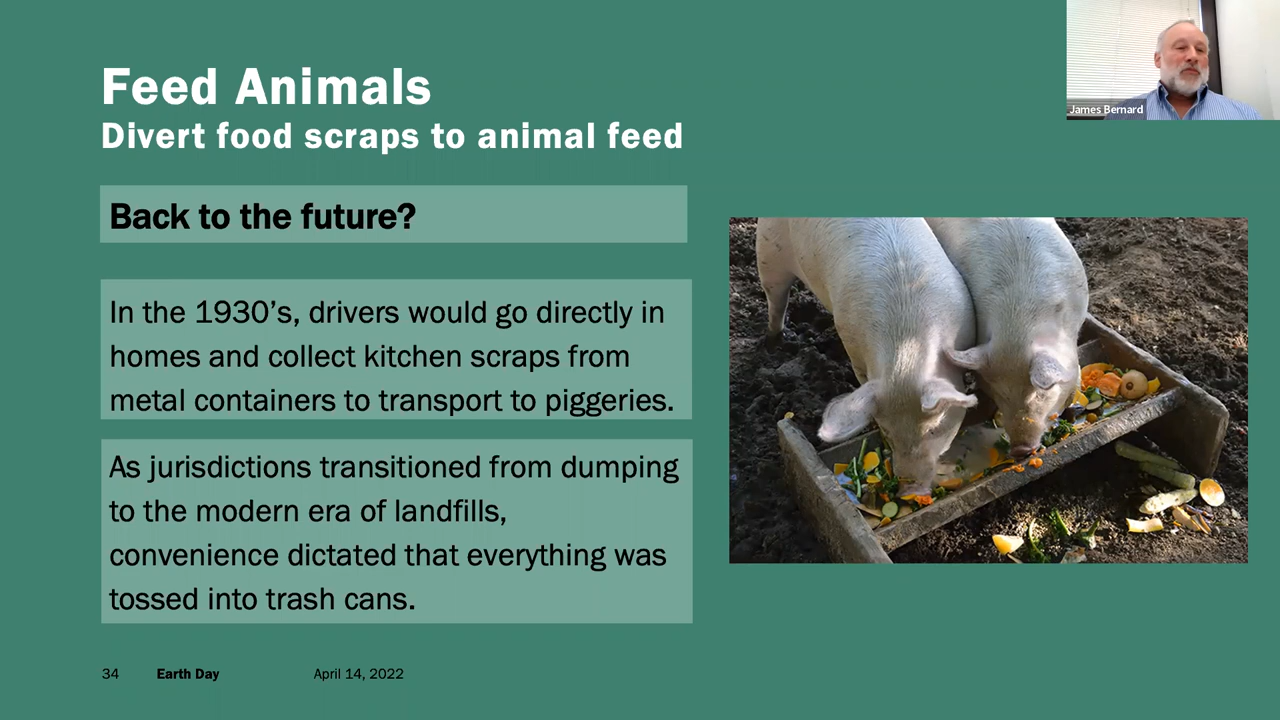 Feed Animals
Divert food scraps to animal feed
James Bernard
Back to the future?
In the 1930’s, drivers would go directly in
homes and collect kitchen scraps from
metal containers to transport to piggeries.
As jurisdictions transitioned from dumping
to the modern era of landfills,
convenience dictated that everything was
tossed into trash cans.
34 Earth Day April 14, 2022